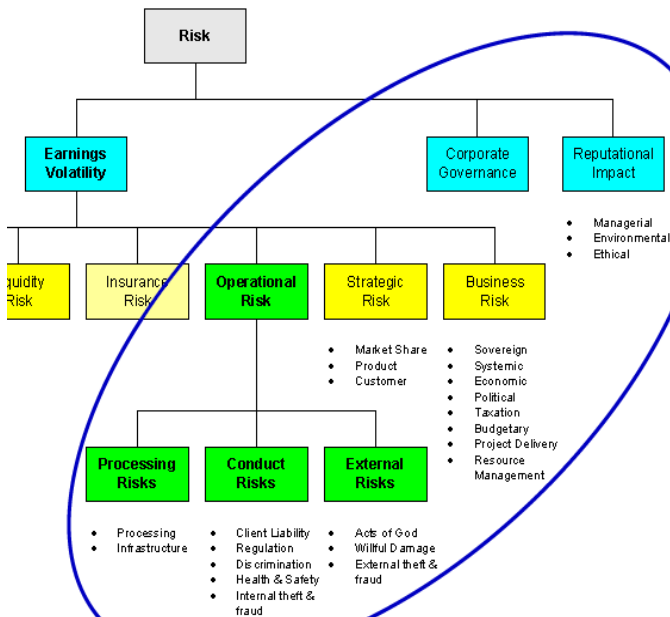 Risk
Earnings
Volatility
Corporate
Governance
Reputational
Impact
Managerial
Environmental
Ethical
quidity
Risk
Insurance
Risk
Operational
Risk
Strategic
Risk
Business
Risk
Market Share
Product
Customer
Sovereign
Systemic
Economic
Political
Taxation
Budgetary
Project Delivery
Resource
Management
Processing
Risks
Conduct
Risks
External Risks
Processing
Infrastructure
Client Liability
Regulation
Discrimination
Health & Safety
Internal theft &
fraud
Acts of God
Willful Damage
External theft &
fraud